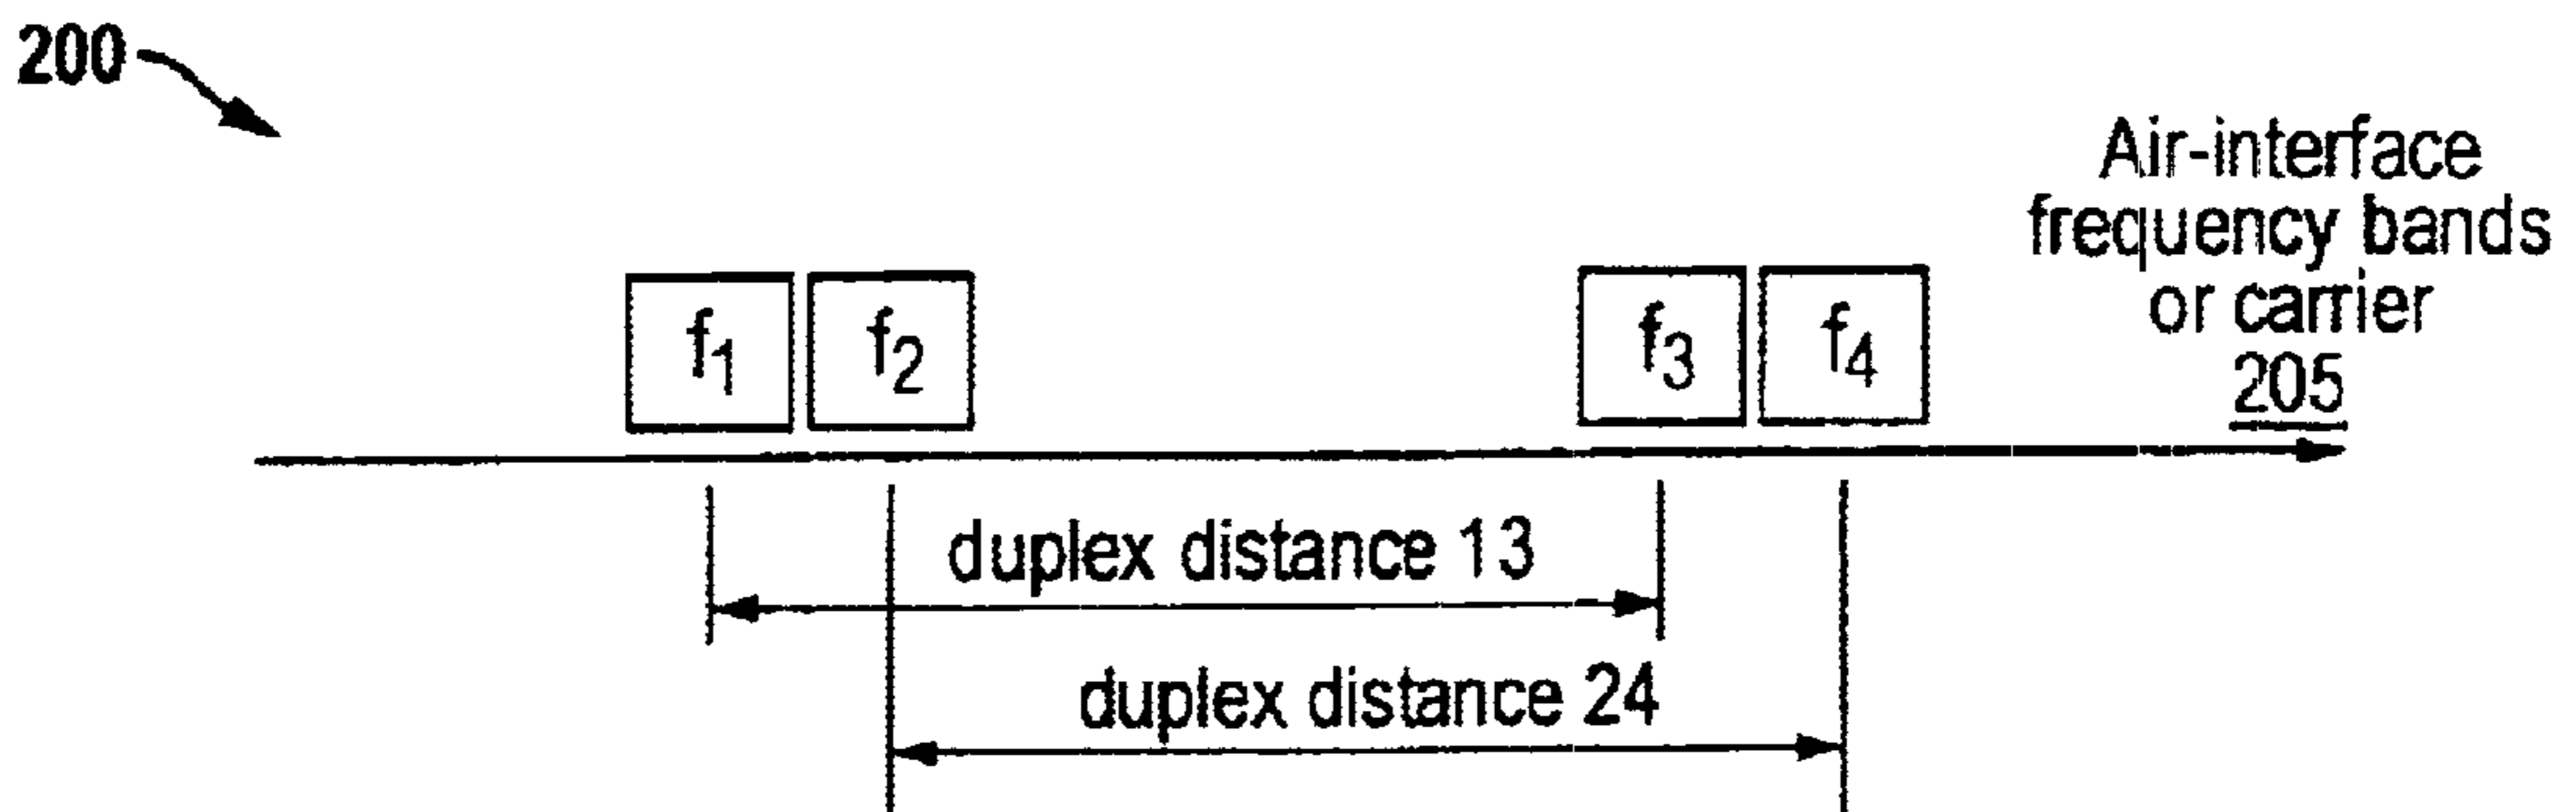 200
Air-interface
frequency bands
or carrier
205
f₁ f₂ f₃ f₄
duplex distance 13
duplex distance 24